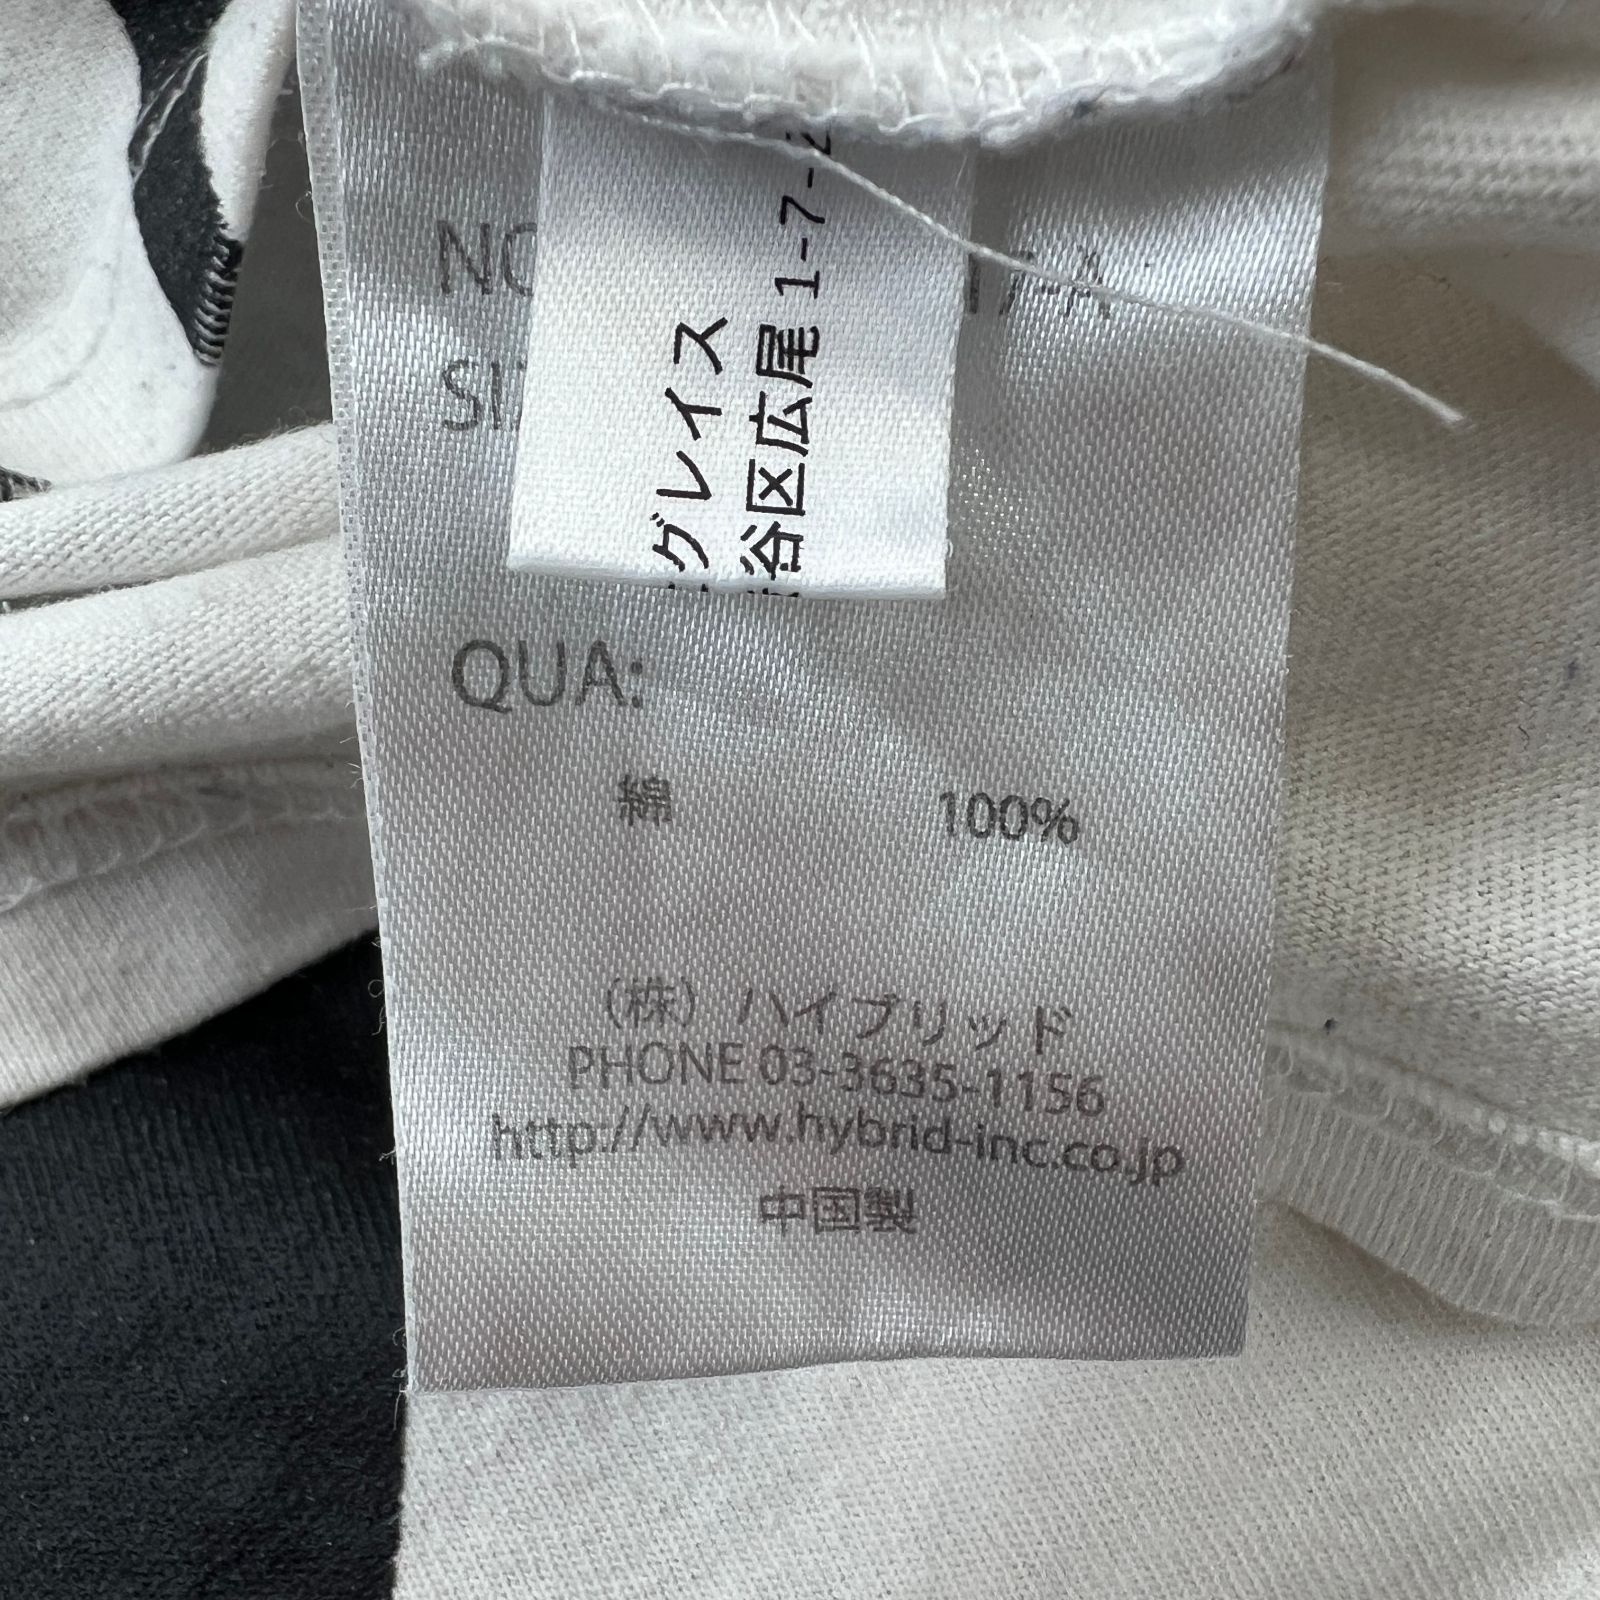 グレイス
谷区広尾 1-7-2
QUA:
綿 100%
(株) ハイブリッド
PHONE 03-3635-1156
http://www.hybrid-inc.co.jp
中国製